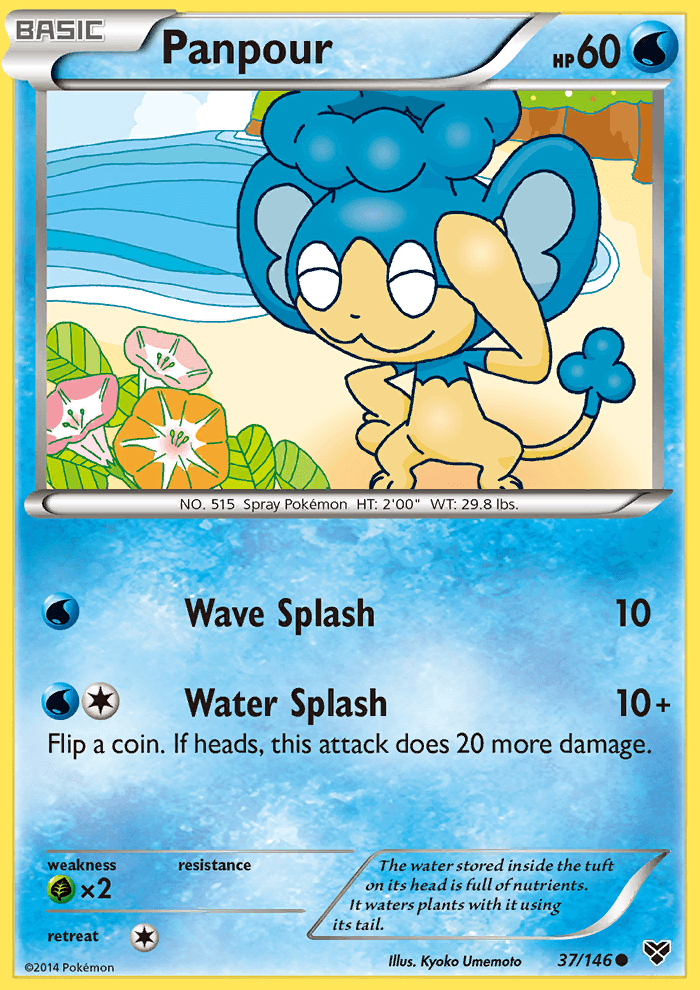 BASIC
Panpour
HP60
NO. 515 Spray Pokémon HT: 2'00" WT: 29.8 lbs.
Wave Splash 10
Water Splash 10+
Flip a coin. If heads, this attack does 20 more damage.
weakness resistance
×2
The water stored inside the tuft
on its head is full of nutrients.
It waters plants with it using
its tail.
retreat
©2014 Pokémon
Illus. Kyoko Umemoto 37/146